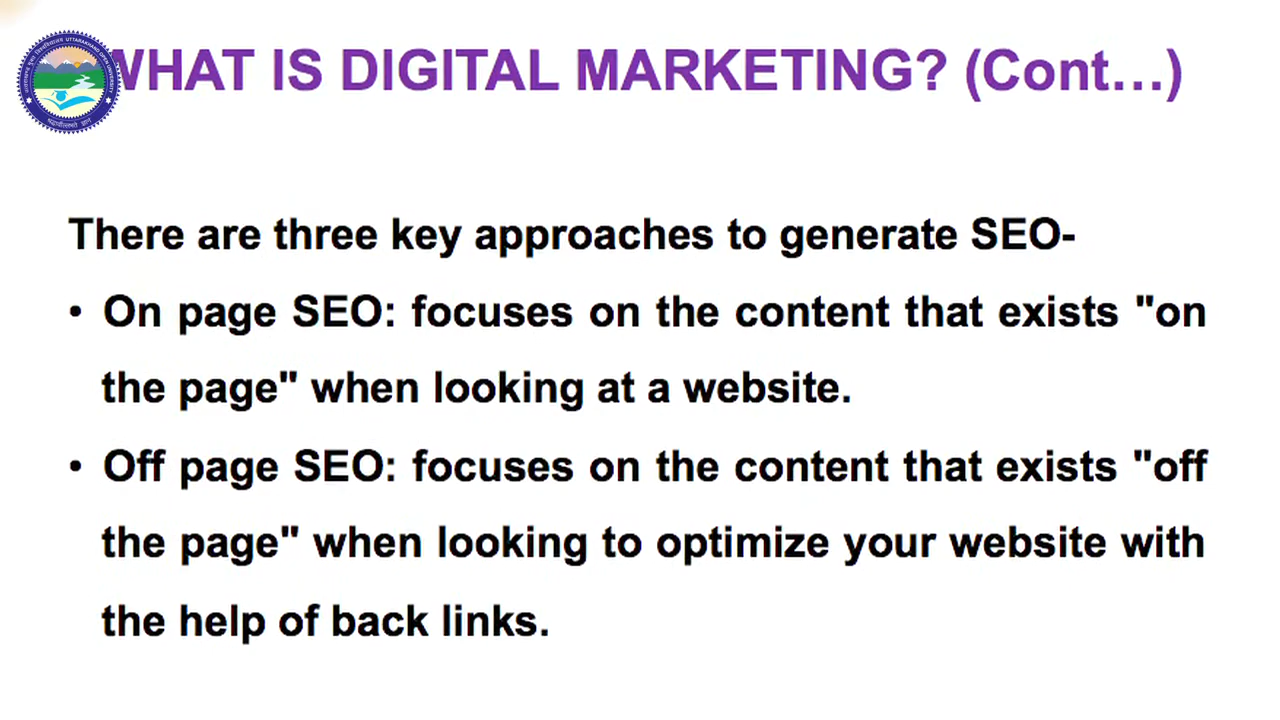 WHAT IS DIGITAL MARKETING? (Cont...)
UTTARAKHAND OPEN
There are three key approaches to generate SEO-
• On page SEO: focuses on the content that exists "on
the page" when looking at a website.
• Off page SEO: focuses on the content that exists "off
the page" when looking to optimize your website with
the help of back links.